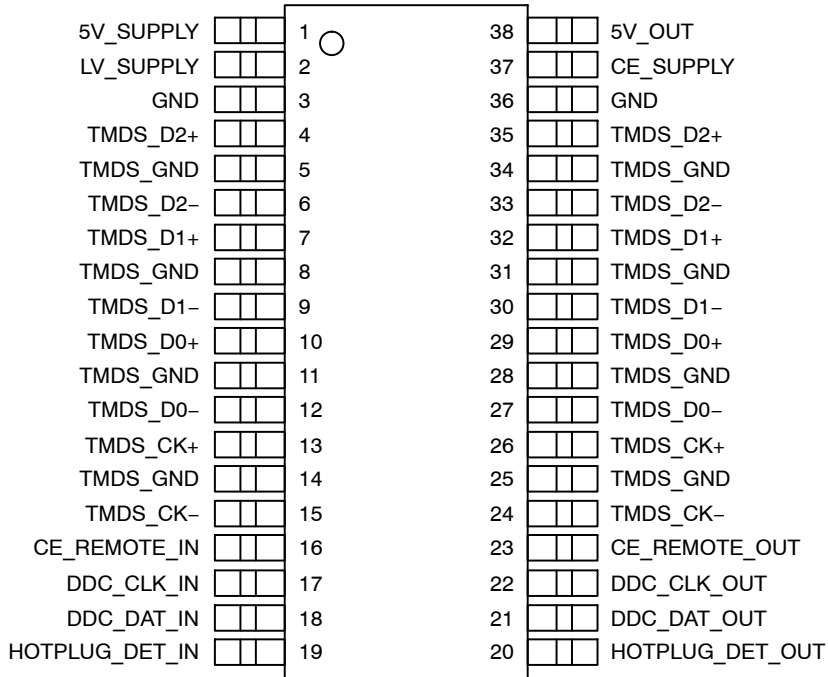 5V_SUPPLY 1 38 5V_OUT
LV_SUPPLY 2 37 CE_SUPPLY
GND 3 36 GND
TMDS_D2+ 4 35 TMDS_D2+
TMDS_GND 5 34 TMDS_GND
TMDS_D2− 6 33 TMDS_D2−
TMDS_D1+ 7 32 TMDS_D1+
TMDS_GND 8 31 TMDS_GND
TMDS_D1− 9 30 TMDS_D1−
TMDS_D0+ 10 29 TMDS_D0+
TMDS_GND 11 28 TMDS_GND
TMDS_D0− 12 27 TMDS_D0−
TMDS_CK+ 13 26 TMDS_CK+
TMDS_GND 14 25 TMDS_GND
TMDS_CK− 15 24 TMDS_CK−
CE_REMOTE_IN 16 23 CE_REMOTE_OUT
DDC_CLK_IN 17 22 DDC_CLK_OUT
DDC_DAT_IN 18 21 DDC_DAT_OUT
HOTPLUG_DET_IN 19 20 HOTPLUG_DET_OUT